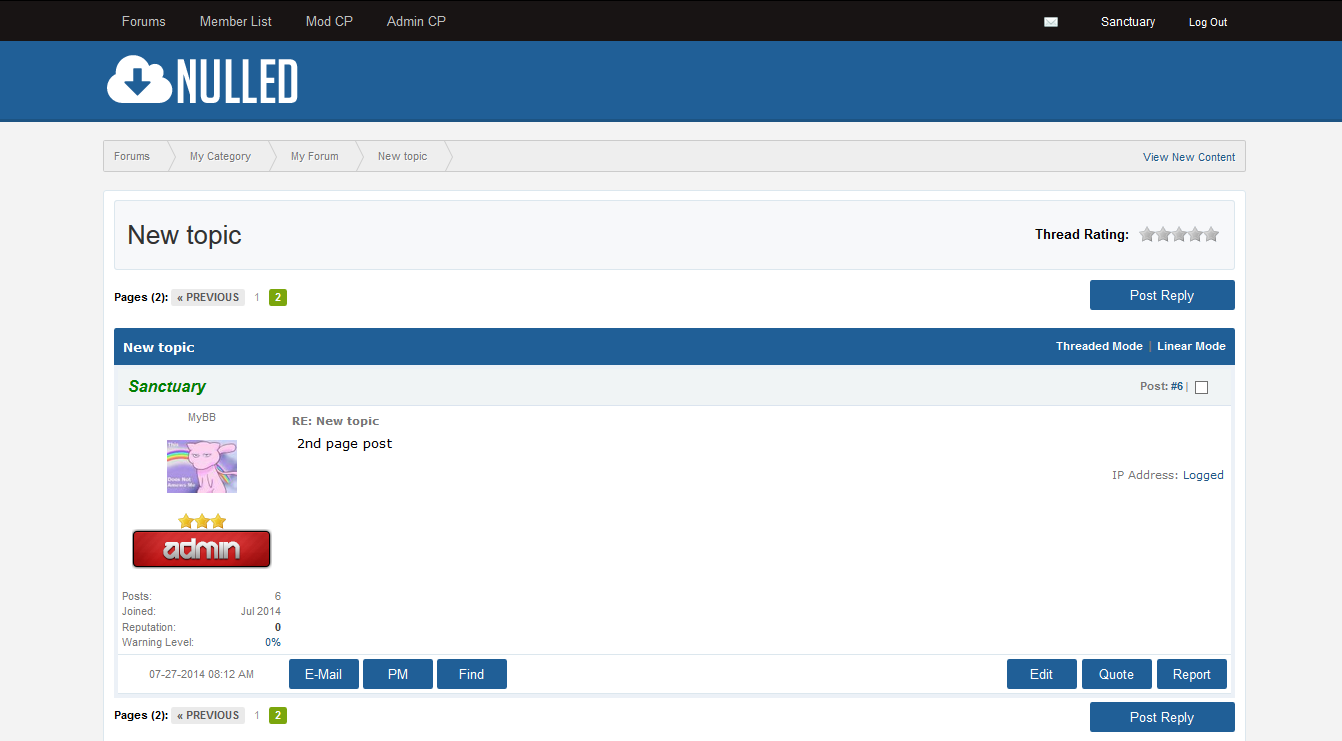 Forums Member List Mod CP Admin CP Sanctuary Log Out
NULLED
Forums My Category My Forum New topic View New Content
New topic Thread Rating:
Pages (2): « PREVIOUS 1 2 Post Reply
New topic Threaded Mode | Linear Mode
Sanctuary Post: #6 |
MyBB
RE: New topic
2nd page post
This
Does Not
Amuses Me
IP Address: Logged
admin
Posts: 6
Joined: Jul 2014
Reputation: 0
Warning Level: 0%
07-27-2014 08:12 AM E-Mail PM Find Edit Quote Report
Pages (2): « PREVIOUS 1 2 Post Reply